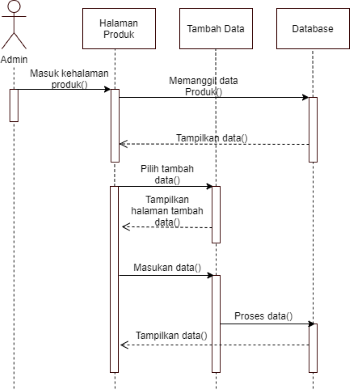 Halaman
Produk
Tambah Data
Database
Admin
Masuk kehalaman
produk()
Memanggil data
Produk()
Tampilkan data()
Pilih tambah
data()
Tampilkan
halaman tambah
data()
Masukan data()
Proses data()
Tampilkan data()